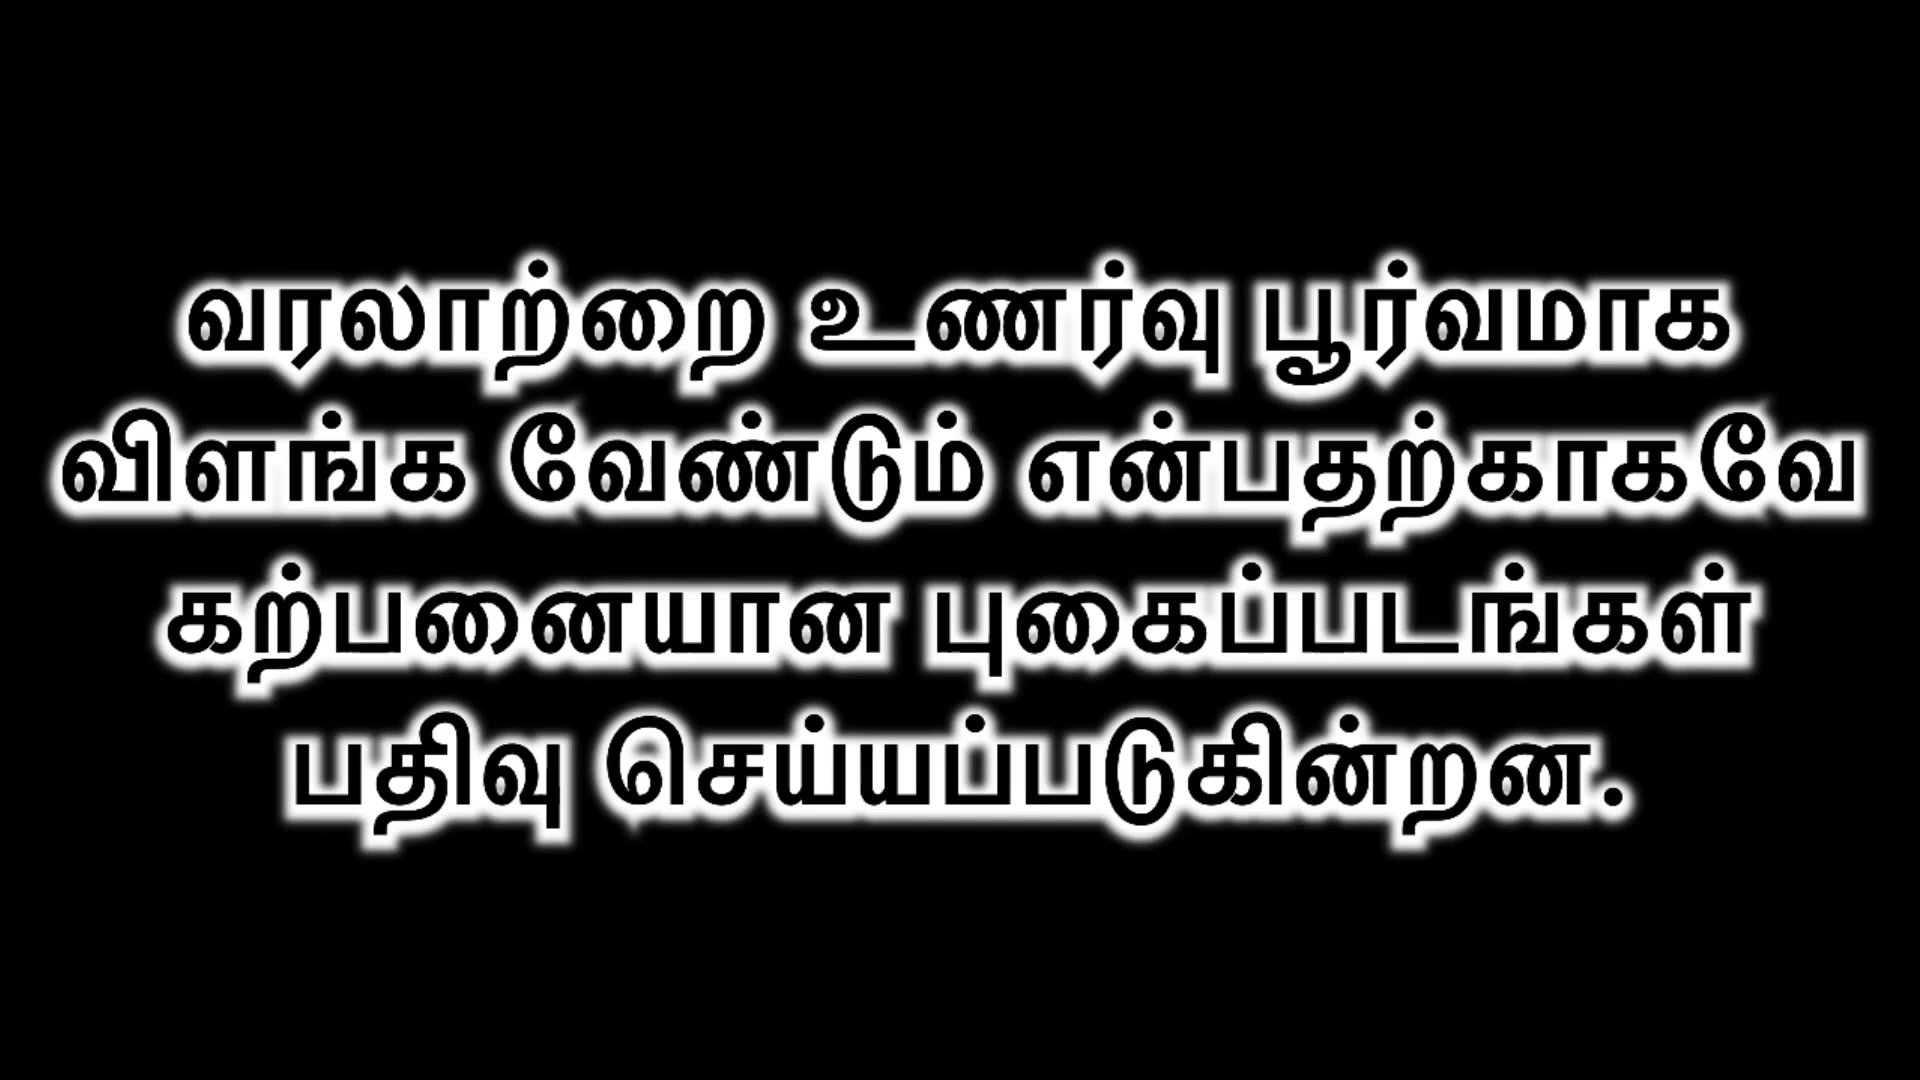 வரலாற்றை உணர்வு பூர்வமாக
விளங்க வேண்டும் என்பதற்காகவே
கற்பனையான புகைப்படங்கள்
பதிவு செய்யப்படுகின்றன.